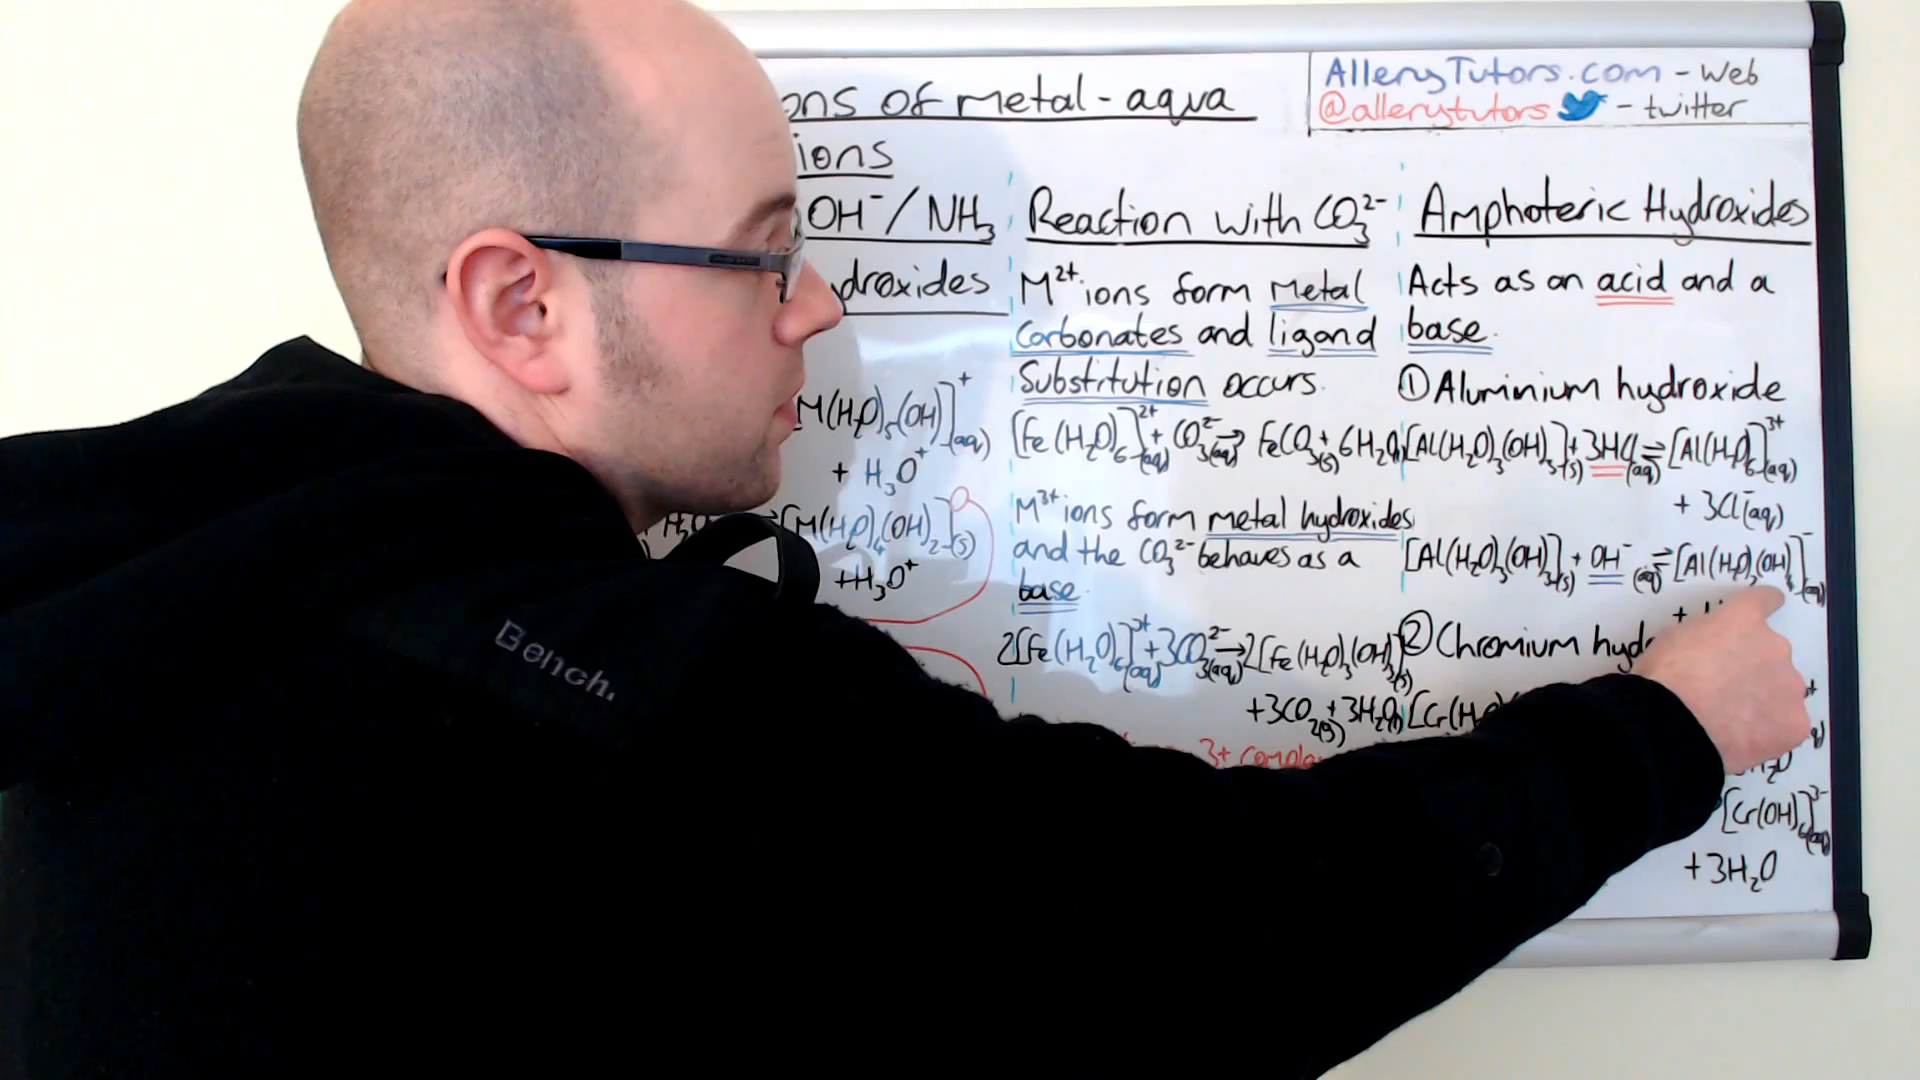 ons of metal-aqua
ions
AlleryTutors.com - Web
@allerytutors - twitter
OH⁻ / NH₃
droxides
M(H₂O)₅(OH)]⁺(aq)
+ H₃O⁺
[M(H₂O)₄(OH)₂](s)
+H₃O⁺
Reaction with CO₃²⁻
M²⁺ ions form metal
carbonates and ligand
Substitution occurs.
[Fe(H₂O)₆]²⁺(aq) + CO₃²⁻(aq) → FeCO₃(s) + 6H₂O(l)
M³⁺ ions form metal hydroxides
and the CO₃²⁻ behaves as a
base.
2[Fe(H₂O)₆]³⁺(aq) + 3CO₃²⁻(aq) → 2[Fe(H₂O)₃(OH)₃](s)
+3CO₂(g) + 3H₂O(l)
3+
Amphoteric Hydroxides
Acts as an acid and a
base.
① Aluminium hydroxide
[Al(H₂O)₃(OH)₃](s) + 3HCl(aq) ⇌ [Al(H₂O)₆]³⁺(aq)
+ 3Cl⁻(aq)
[Al(H₂O)₃(OH)₃](s) + OH⁻(aq) ⇌ [Al(H₂O)₂(OH)₄]⁻(aq)
+
② Chromium hyd
[Cr(H₂O)
[Cr(OH)₆]³⁻(aq)
+ 3H₂O
Bench.